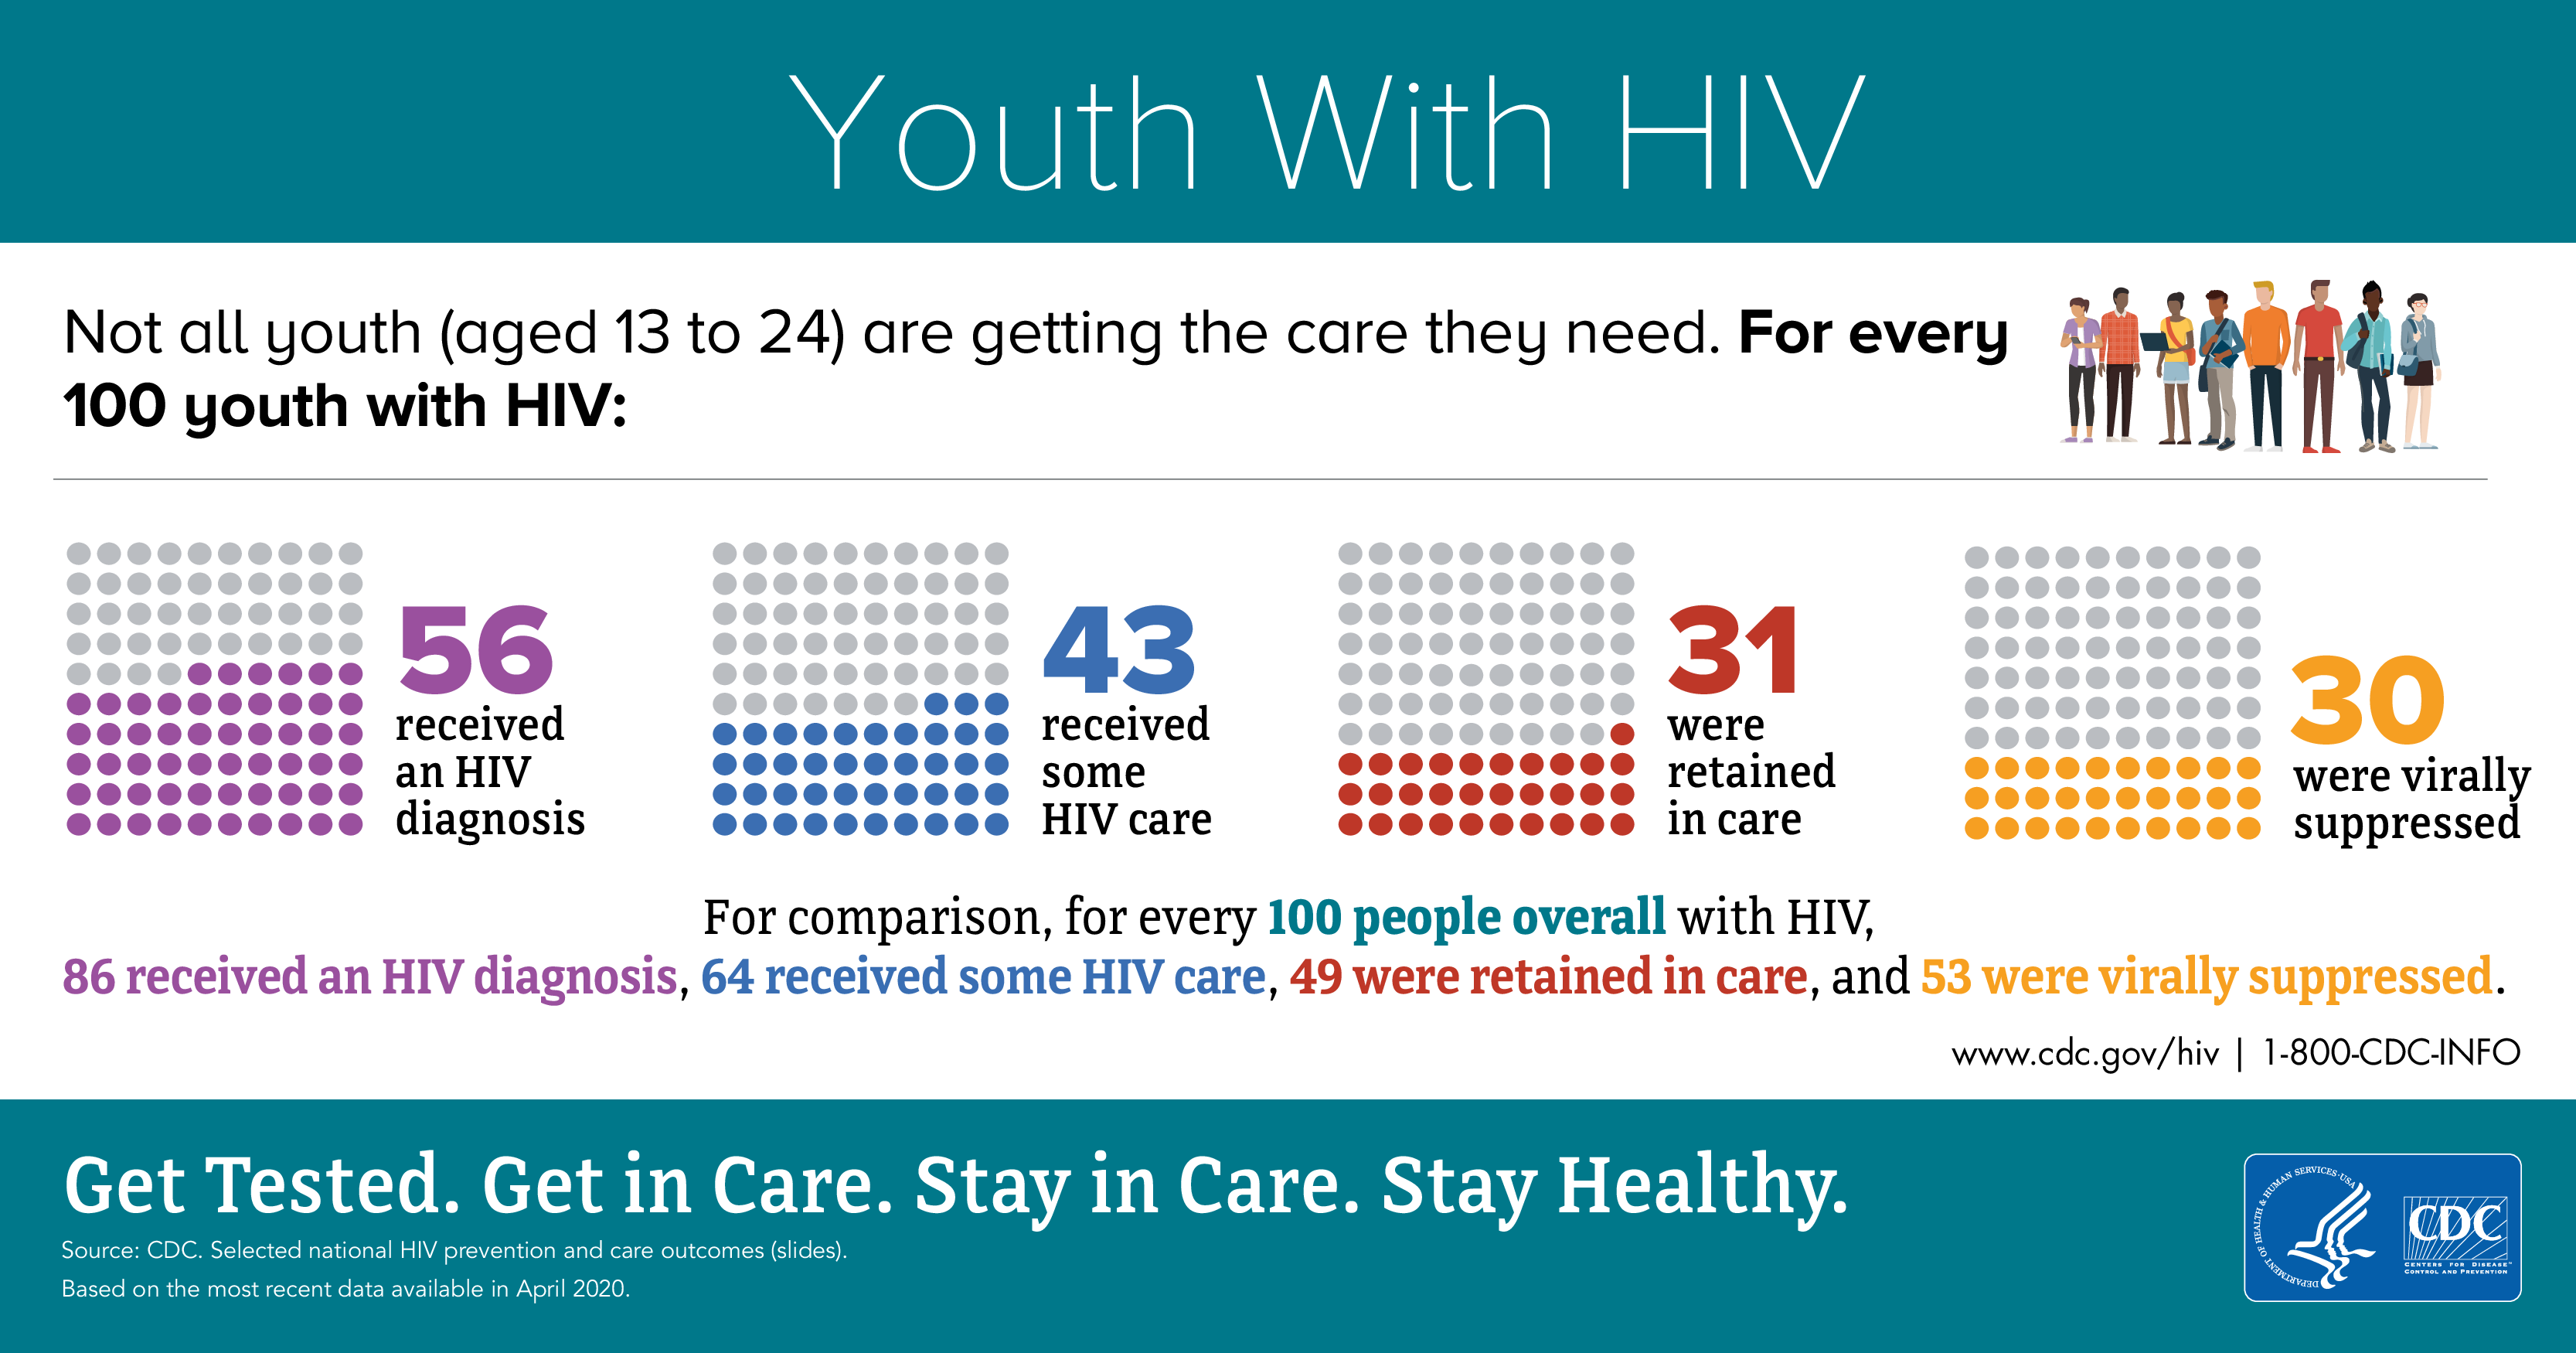 Youth With HIV
Not all youth (aged 13 to 24) are getting the care they need. For every
100 youth with HIV:
56
received
an HIV
diagnosis
43
received
some
HIV care
31
were
retained
in care
30
were virally
suppressed
For comparison, for every 100 people overall with HIV,
86 received an HIV diagnosis, 64 received some HIV care, 49 were retained in care, and 53 were virally suppressed.
www.cdc.gov/hiv | 1-800-CDC-INFO
Get Tested. Get in Care. Stay in Care. Stay Healthy.
Source: CDC. Selected national HIV prevention and care outcomes (slides).
Based on the most recent data available in April 2020.
DEPARTMENT OF HEALTH & HUMAN SERVICES·USA
CDC
CENTERS FOR DISEASE™
CONTROL AND PREVENTION